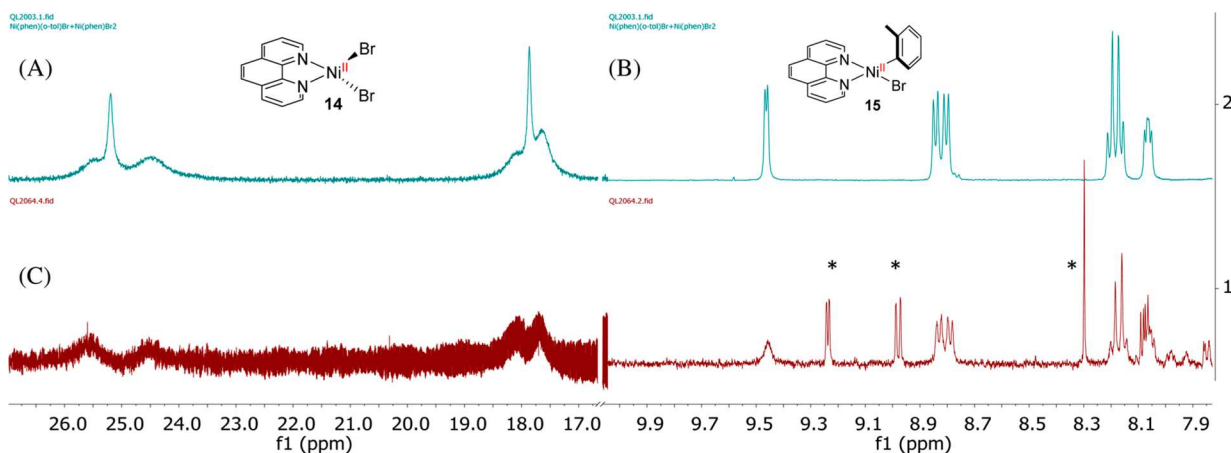 QL2003.1.fid
Ni(phen)(o-tol)Br+Ni(phen)Br2
(A)
N
N
Ni
II
Br
Br
14
QL2003.1.fid
Ni(phen)(o-tol)Br+Ni(phen)Br2
(B)
N
N
Ni
II
Br
15
2
QL2064.4.fid
(C)
QL2064.2.fid
* * *
1
26.0 25.0 24.0 23.0 22.0 21.0 20.0 19.0 18.0 17.0
f1 (ppm)
9.9 9.7 9.5 9.3 9.1 8.9 8.7 8.5 8.3 8.1 7.9
f1 (ppm)